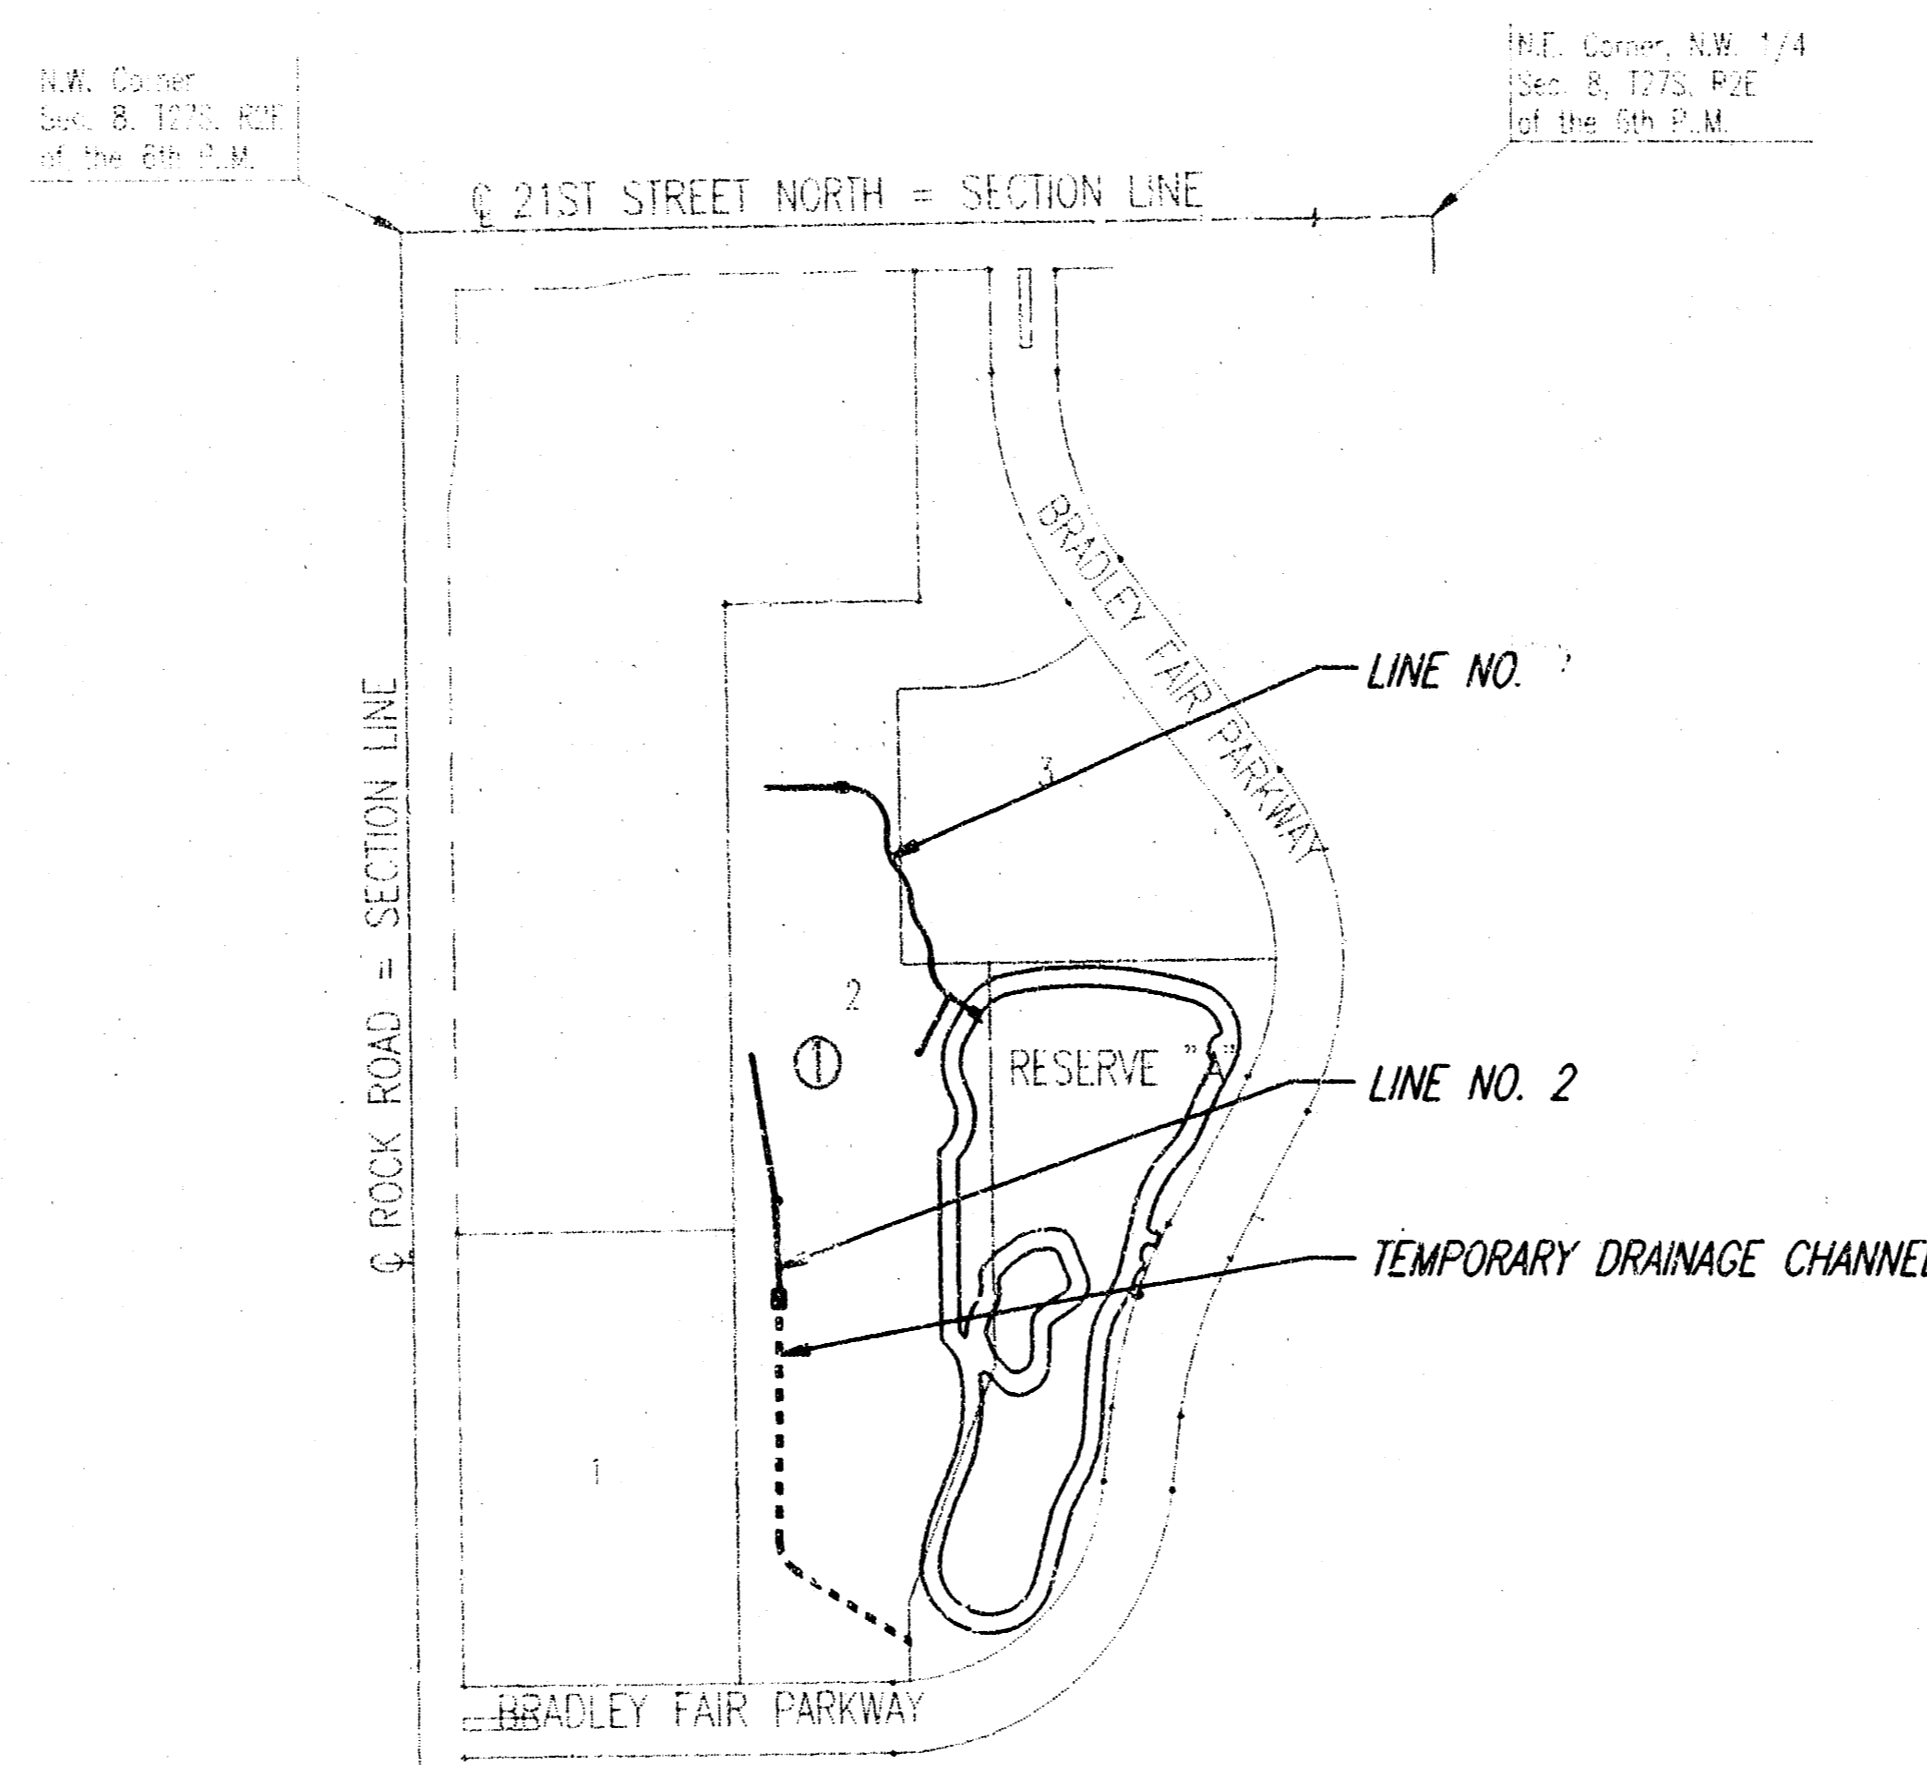 N.W. Corner
Sec. 8, T27S, R2E
of the 6th P.M.
N.E. Corner, N.W. 1/4
Sec. 8, T27S, R2E
of the 6th P.M.
℄ 21ST STREET NORTH = SECTION LINE
BRADLEY FAIR PARKWAY
LINE NO.
℄ ROCK ROAD = SECTION LINE
3
2
1
RESERVE "A"
LINE NO. 2
TEMPORARY DRAINAGE CHANNEL
1
BRADLEY FAIR PARKWAY